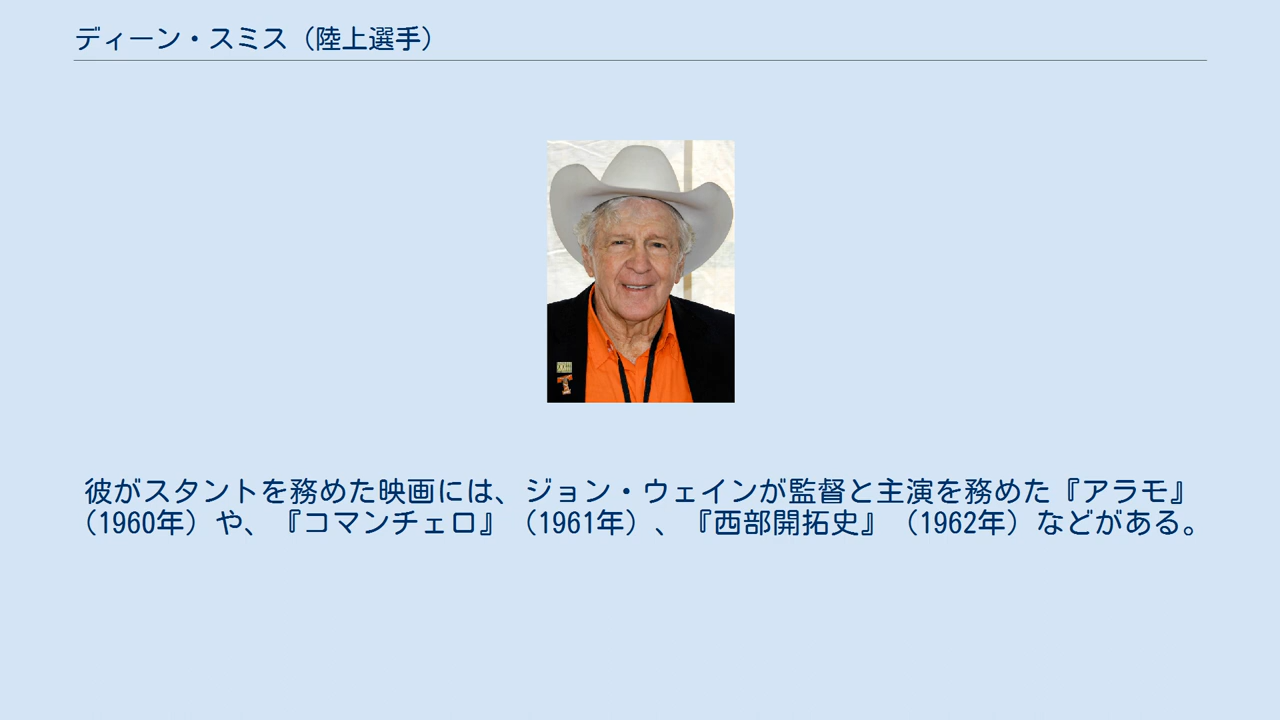 ディーン・スミス（陸上選手）
彼がスタントを務めた映画には、ジョン・ウェインが監督と主演を務めた『アラモ』
（1960年）や、『コマンチェロ』（1961年）、『西部開拓史』（1962年）などがある。